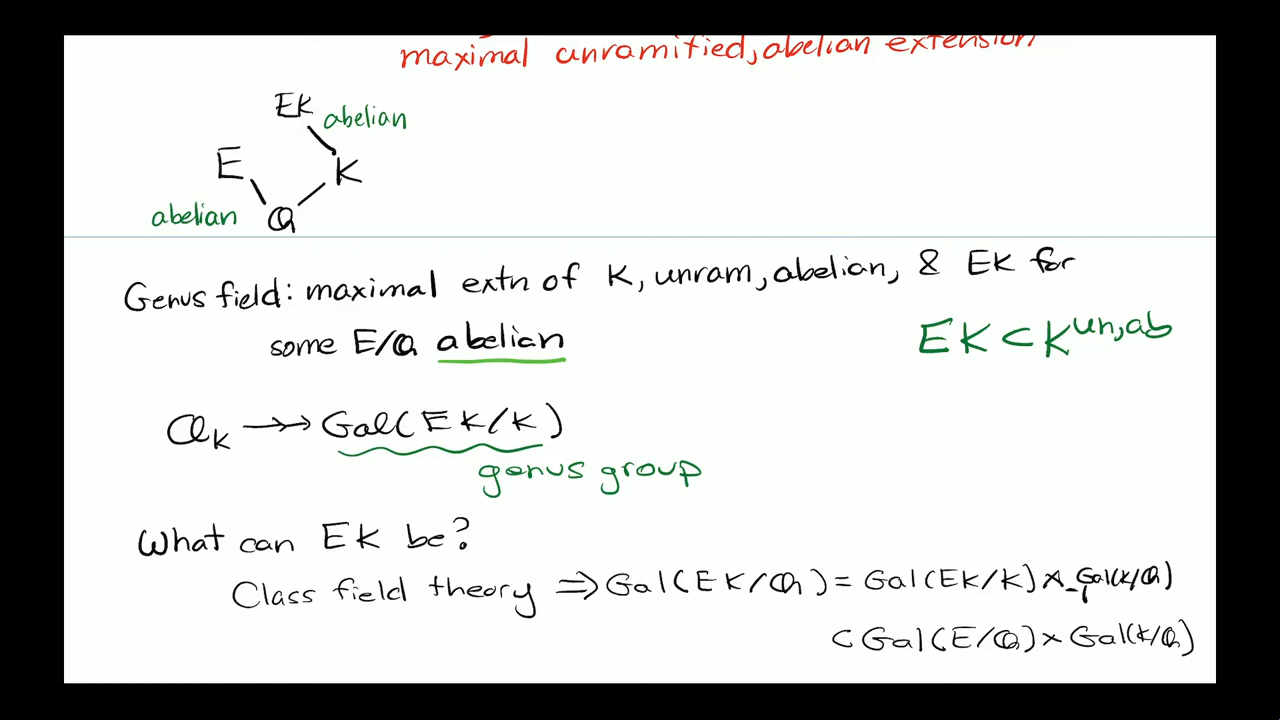 maximal unramified, abelian extension
EK abelian
E K
abelian Q
Genus field: maximal extn of K, unram, abelian, & EK for
some E/Q abelian
EK ⊂ K^{un,ab}
Cl_K ↠ Gal(EK/K)
genus group
What can EK be?
Class field theory ⇒ Gal(EK/Q) = Gal(EK/K) ⋊_{-1} Gal(K/Q)
⊂ Gal(E/Q) × Gal(K/Q)